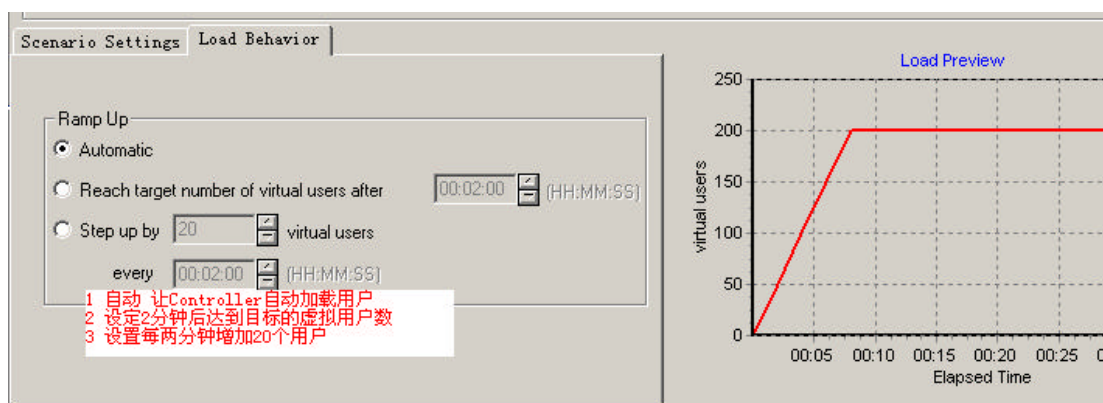 Scenario Settings
Load Behavior
Ramp Up
Automatic
Reach target number of virtual users after 00:02:00 (HH:MM:SS)
Step up by 20 virtual users
every 00:02:00 (HH:MM:SS)
1 自动 让Controller自动加载用户
2 设定2分钟后达到目标的虚拟用户数
3 设置每两分钟增加20个用户
Load Preview
250
200
150
100
50
0
virtual users
00:05 00:10 00:15 00:20 00:25
Elapsed Time